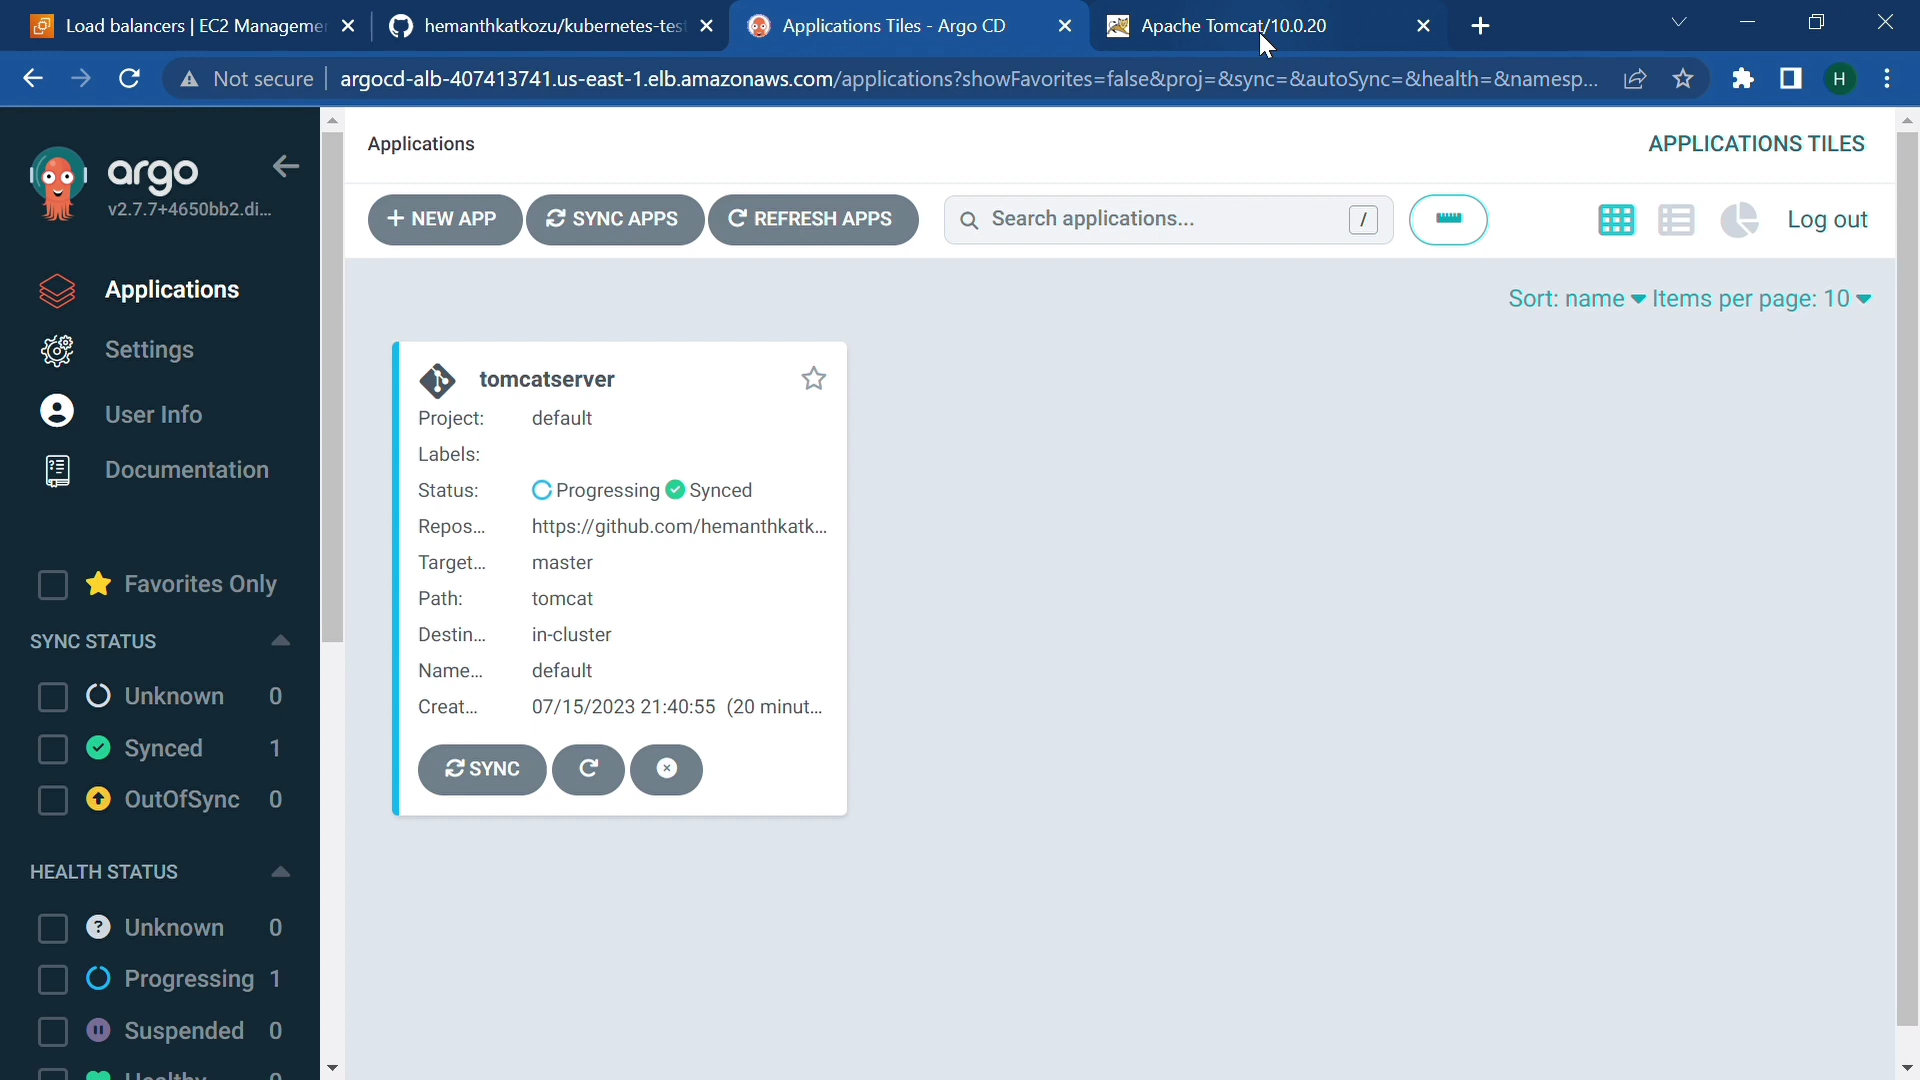 Load balancers | EC2 Managemen
hemanthkatkozu/kubernetes-test
Applications Tiles - Argo CD
Apache Tomcat/10.0.20
Not secure
argocd-alb-407413741.us-east-1.elb.amazonaws.com/applications?showFavorites=false&proj=&sync=&autoSync=&health=&namesp...
H
argo
v2.7.7+4650bb2.di...
Applications
Settings
User Info
Documentation
Favorites Only
SYNC STATUS
Unknown 0
Synced 1
OutOfSync 0
HEALTH STATUS
Unknown 0
Progressing 1
Suspended 0
Applications
APPLICATIONS TILES
+ NEW APP
SYNC APPS
REFRESH APPS
Search applications...
/
Log out
Sort: name
Items per page: 10
tomcatserver
Project: default
Labels:
Status: Progressing Synced
Repos... https://github.com/hemanthkatk...
Target... master
Path: tomcat
Destin... in-cluster
Name... default
Creat... 07/15/2023 21:40:55 (20 minut...
SYNC